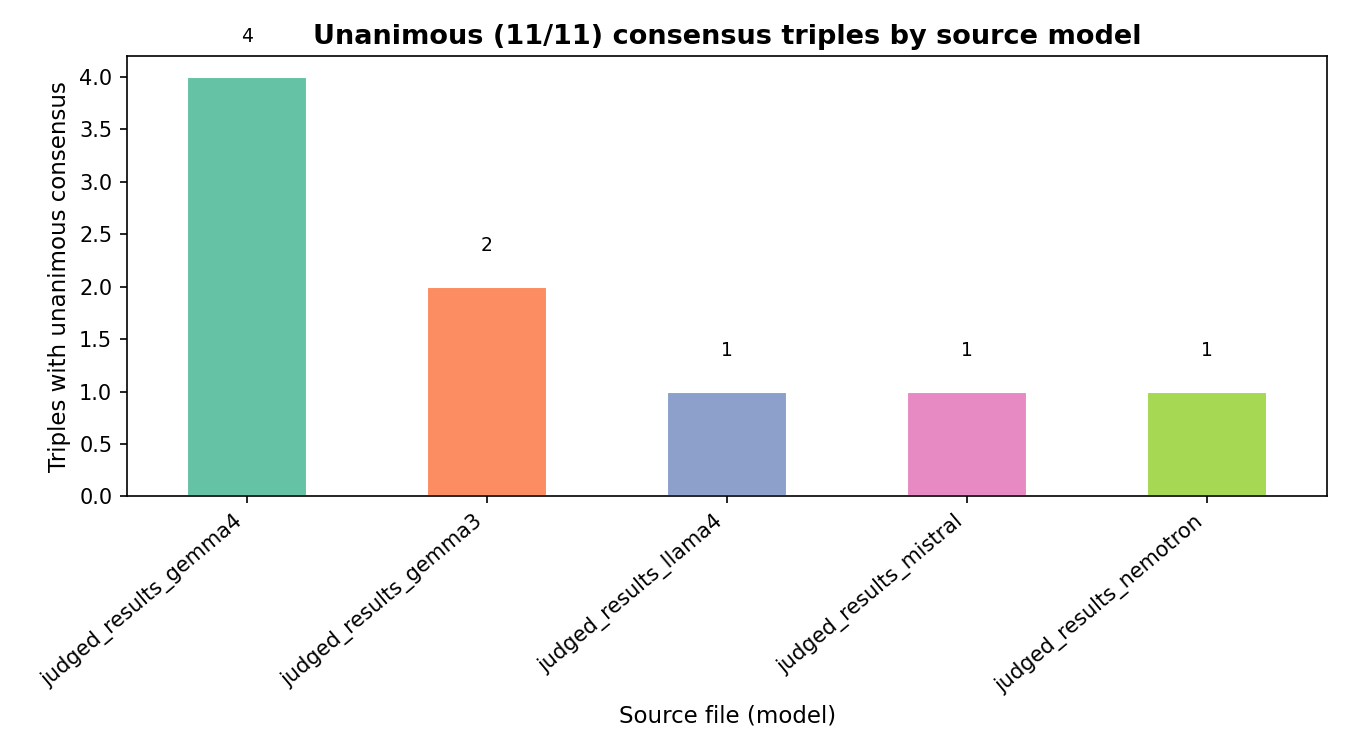 4
Unanimous (11/11) consensus triples by source model
Triples with unanimous consensus
4.0
3.5
3.0
2.5
2.0
1.5
1.0
0.5
0.0
2
1
1
1
judged_results_gemma4
judged_results_gemma3
judged_results_llama4
judged_results_mistral
judged_results_nemotron
Source file (model)